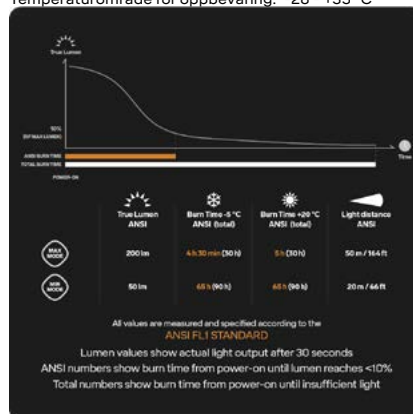 Temperaturområde för uppbevaring: -20 - +35 °C
True Lumen
10%
(OF MAX LUMEN)
Time
ANSI BURN TIME
TOTAL BURN TIME
POWER-ON
True Lumen ANSI
Burn Time -5 °C ANSI (total)
Burn Time +20 °C ANSI (total)
Light distance ANSI
MAX MODE
200 lm
4 h 30 min (30 h)
5 h (30 h)
50 m / 164 ft
MIN MODE
50 lm
65 h (90 h)
65 h (90 h)
20 m / 66 ft
All values are measured and specified according to the
ANSI FL1 STANDARD
Lumen values show actual light output after 30 seconds
ANSI numbers show burn time from power-on until lumen reaches <10%
Total numbers show burn time from power-on until insufficient light